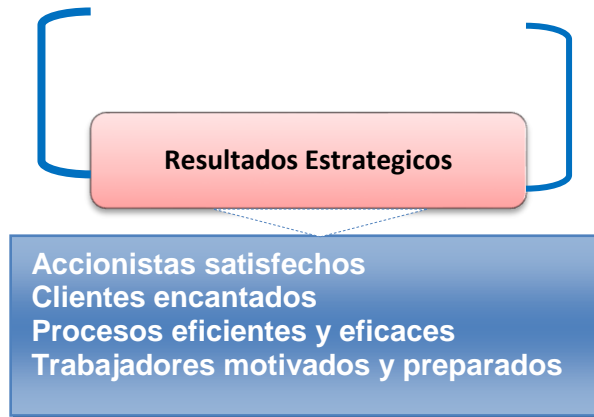 Resultados Estrategicos
Accionistas satisfechos
Clientes encantados
Procesos eficientes y eficaces
Trabajadores motivados y preparados